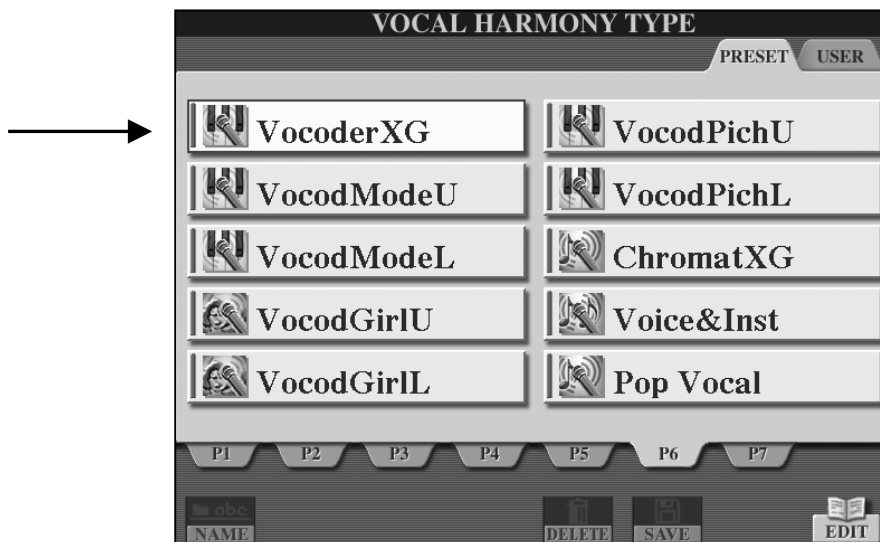 VOCAL HARMONY TYPE
PRESET USER
VocoderXG VocodPichU
VocodModeU VocodPichL
VocodModeL ChromatXG
VocodGirlU Voice&Inst
VocodGirlL Pop Vocal
P1 P2 P3 P4 P5 P6 P7
abc
NAME DELETE SAVE EDIT